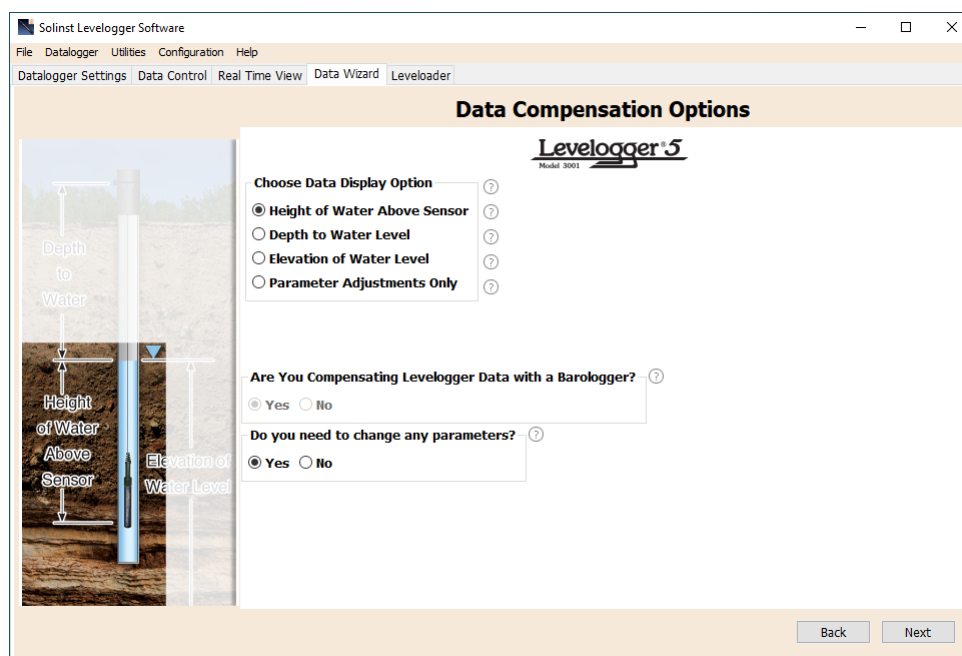 Solinst Levelogger Software
File Datalogger Utilities Configuration Help
Datalogger Settings Data Control Real Time View Data Wizard Leveloader
Data Compensation Options
Levelogger® 5
Model 3001
Choose Data Display Option ?
Height of Water Above Sensor ?
Depth to Water Level ?
Elevation of Water Level ?
Parameter Adjustments Only ?
Are You Compensating Levelogger Data with a Barologger? ?
Yes No
Do you need to change any parameters? ?
Yes No
Depth
to
Water
Height
of Water
Above
Sensor
Elevation of
Water Level
Back Next